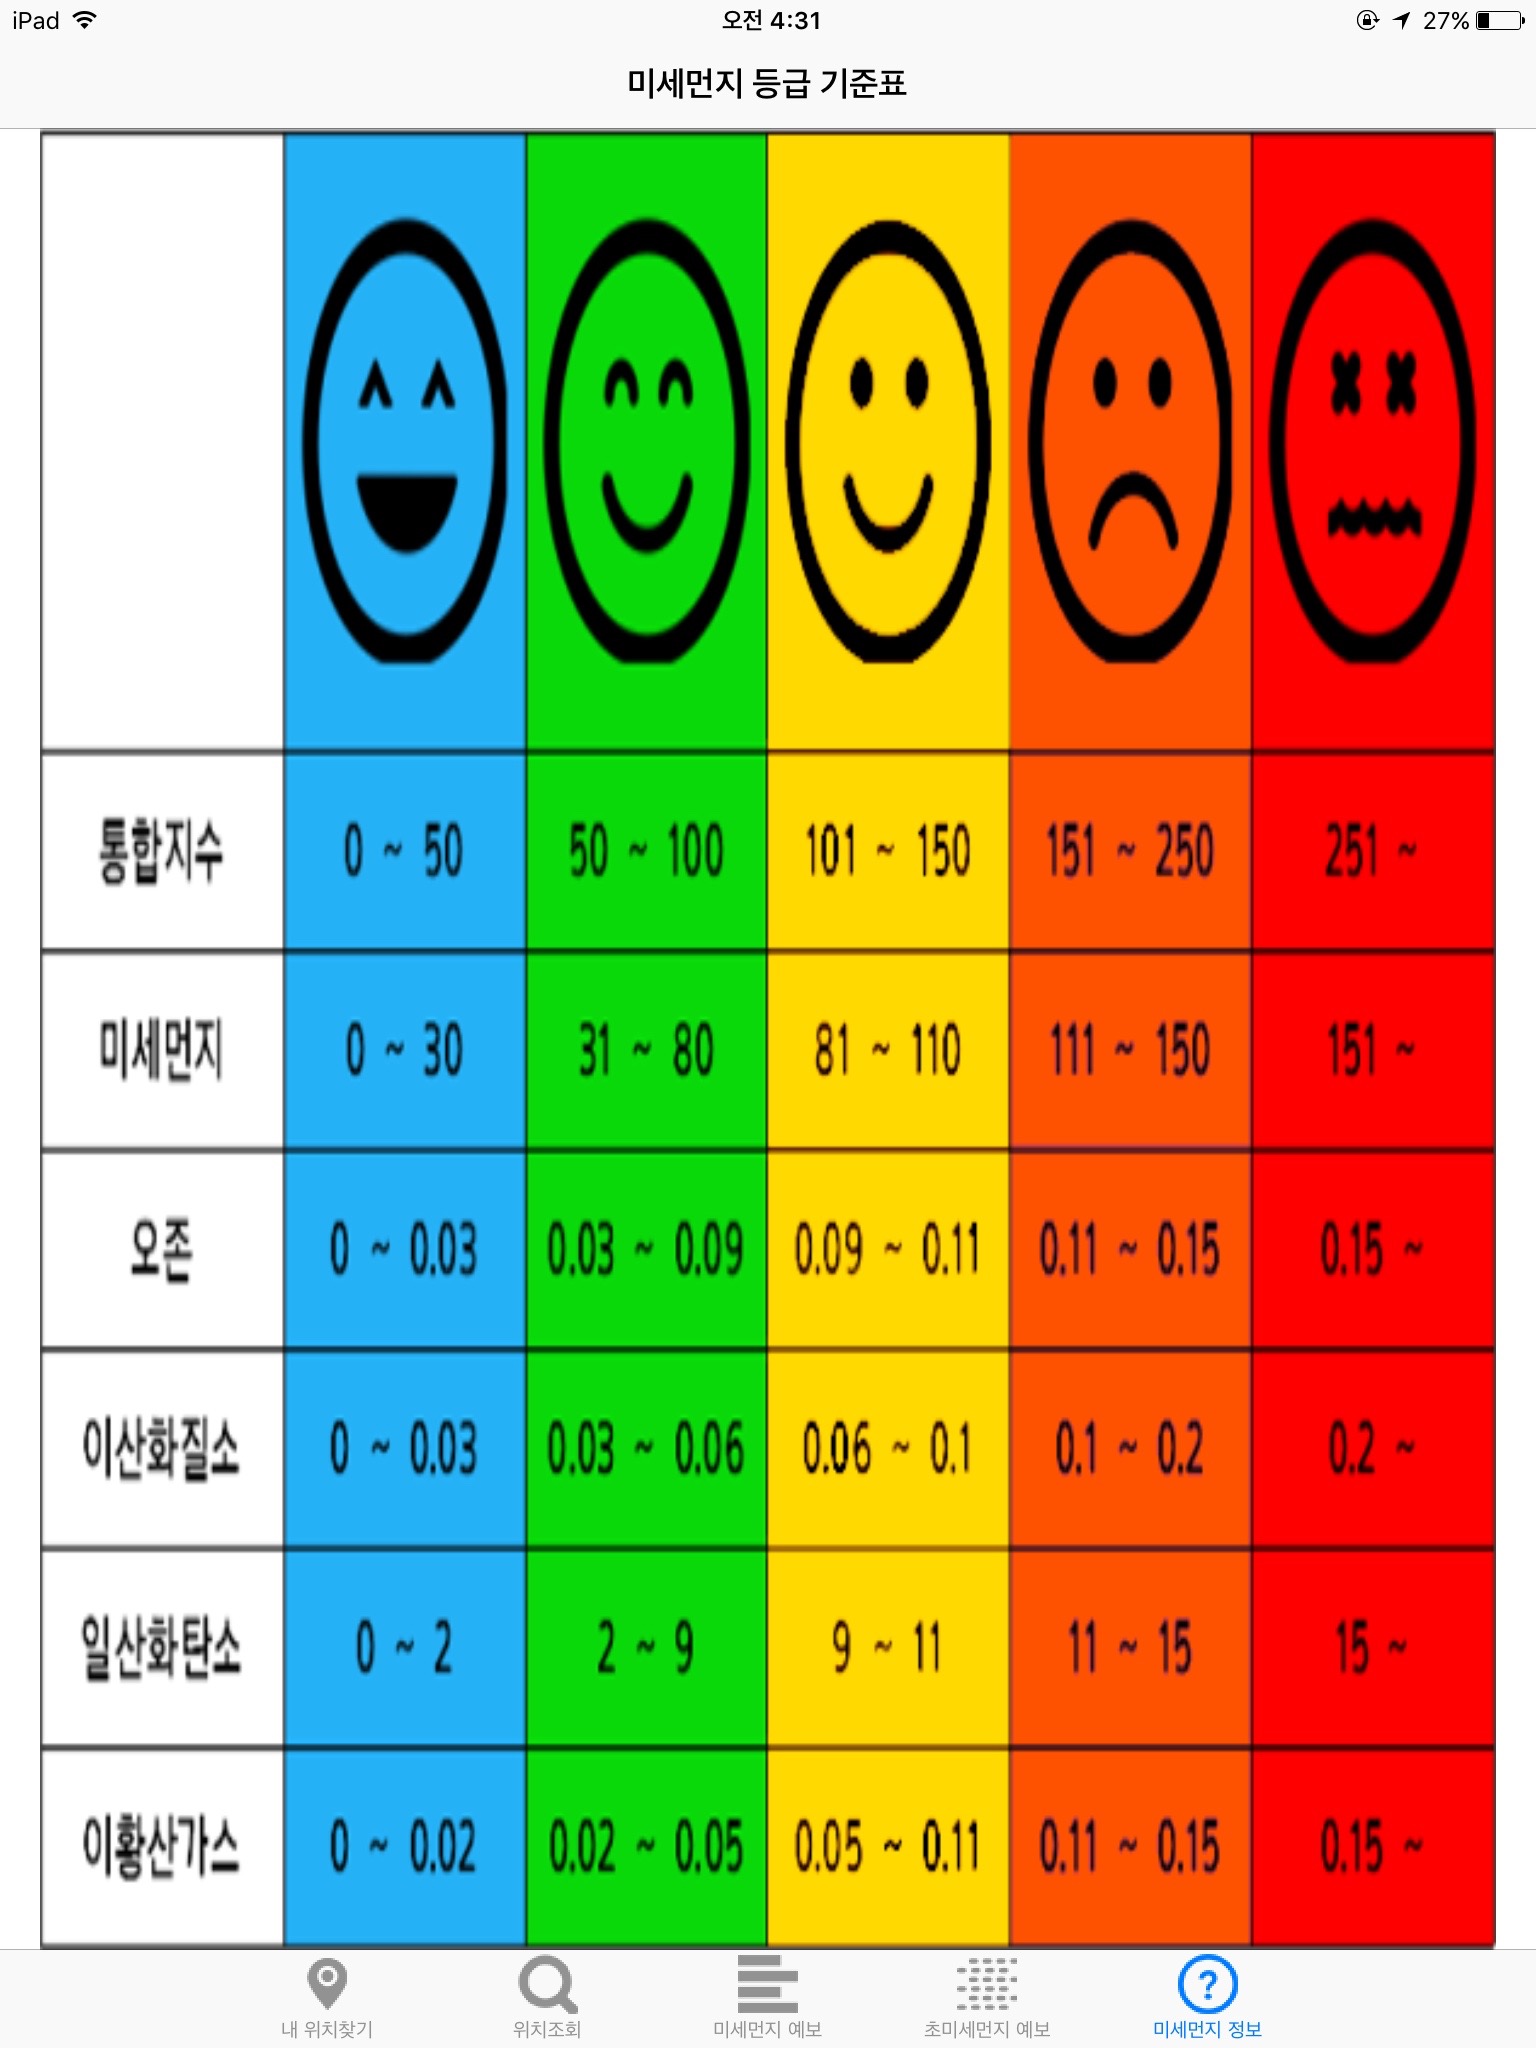 iPad 오전 4:31 27%
미세먼지 등급 기준표
통합지수 0 ~ 50 50 ~ 100 101 ~ 150 151 ~ 250 251 ~
미세먼지 0 ~ 30 31 ~ 80 81 ~ 110 111 ~ 150 151 ~
오존 0 ~ 0.03 0.03 ~ 0.09 0.09 ~ 0.11 0.11 ~ 0.15 0.15 ~
이산화질소 0 ~ 0.03 0.03 ~ 0.06 0.06 ~ 0.1 0.1 ~ 0.2 0.2 ~
일산화탄소 0 ~ 2 2 ~ 9 9 ~ 11 11 ~ 15 15 ~
이황산가스 0 ~ 0.02 0.02 ~ 0.05 0.05 ~ 0.11 0.11 ~ 0.15 0.15 ~
내 위치찾기 위치조회 미세먼지 예보 초미세먼지 예보 미세먼지 정보